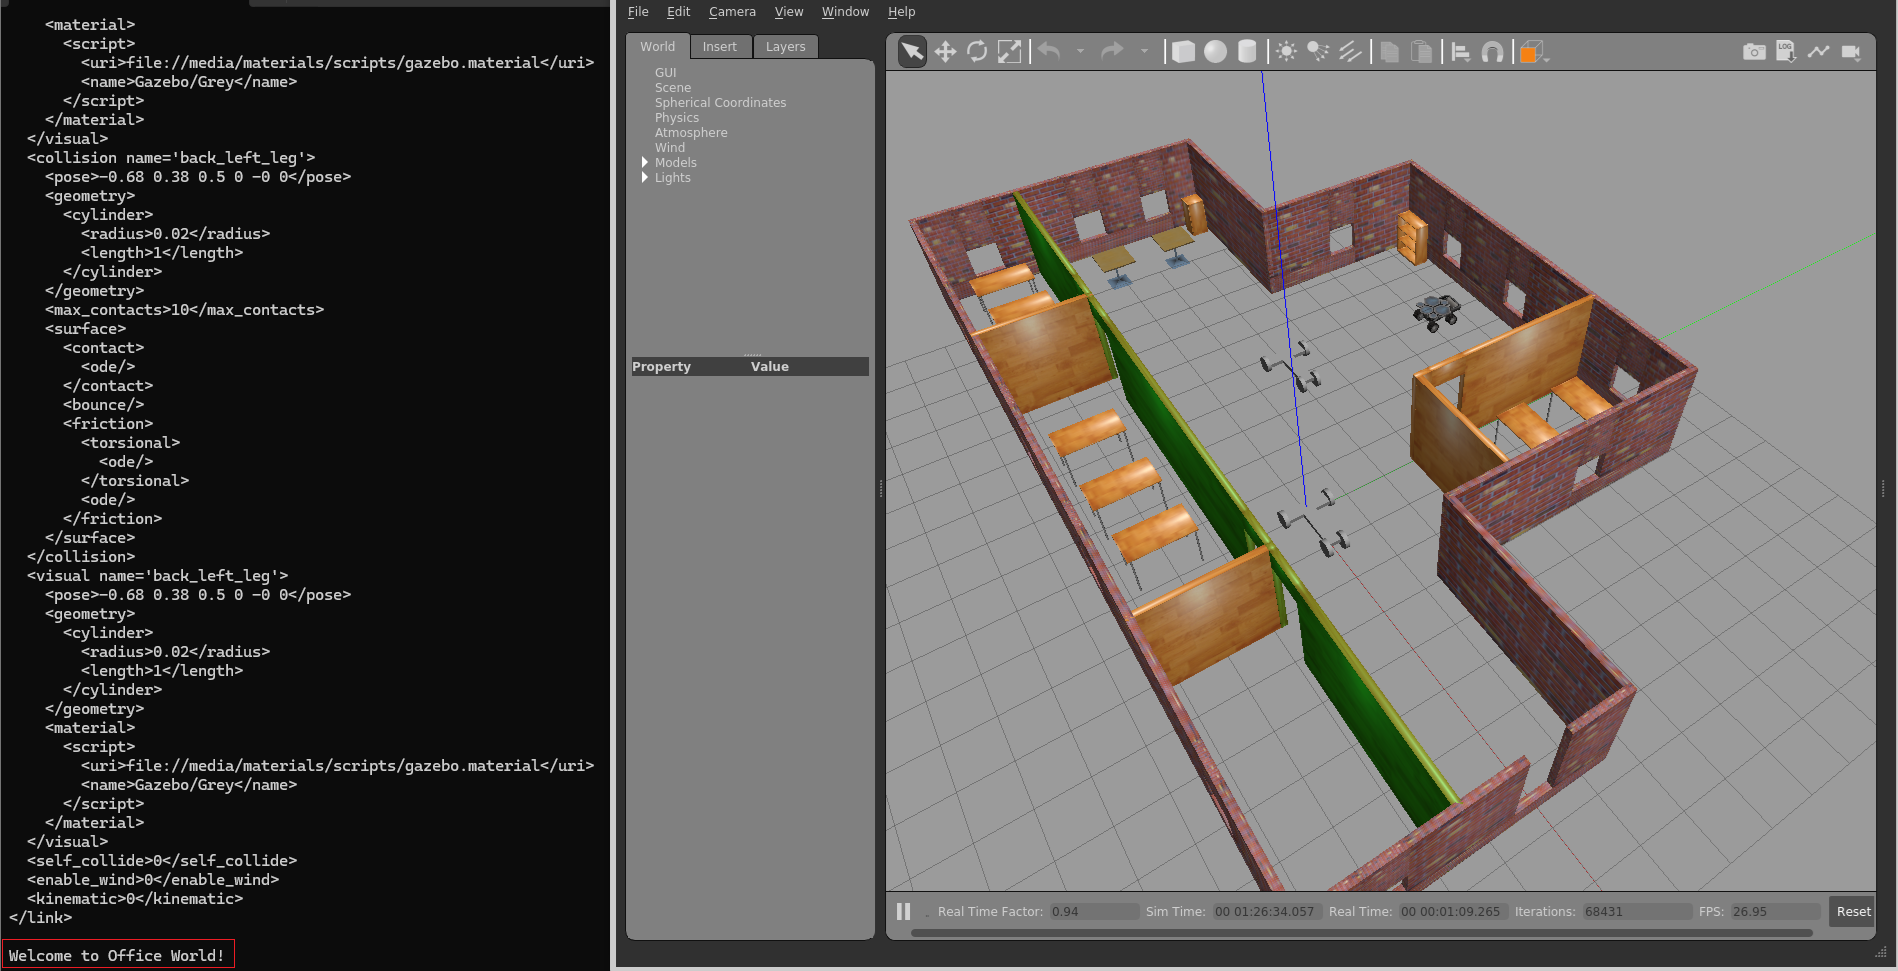 <material>
<script>
<uri>file://media/materials/scripts/gazebo.material</uri>
<name>Gazebo/Grey</name>
</script>
</material>
</visual>
<collision name='back_left_leg'>
<pose>-0.68 0.38 0.5 0 -0 0</pose>
<geometry>
<cylinder>
<radius>0.02</radius>
<length>1</length>
</cylinder>
</geometry>
<max_contacts>10</max_contacts>
<surface>
<contact>
<ode/>
</contact>
<bounce/>
<friction>
<torsional>
<ode/>
</torsional>
<ode/>
</friction>
</surface>
</collision>
<visual name='back_left_leg'>
<pose>-0.68 0.38 0.5 0 -0 0</pose>
<geometry>
<cylinder>
<radius>0.02</radius>
<length>1</length>
</cylinder>
</geometry>
<material>
<script>
<uri>file://media/materials/scripts/gazebo.material</uri>
<name>Gazebo/Grey</name>
</script>
</material>
</visual>
<self_collide>0</self_collide>
<enable_wind>0</enable_wind>
<kinematic>0</kinematic>
</link>
Welcome to Office World!
File Edit Camera View Window Help
World Insert Layers
LOG
GUI
Scene
Spherical Coordinates
Physics
Atmosphere
Wind
Models
Lights
Property Value
Real Time Factor: 0.94 Sim Time: 00 01:26:34.057 Real Time: 00 00:01:09.265 Iterations: 68431 FPS: 26.95 Reset